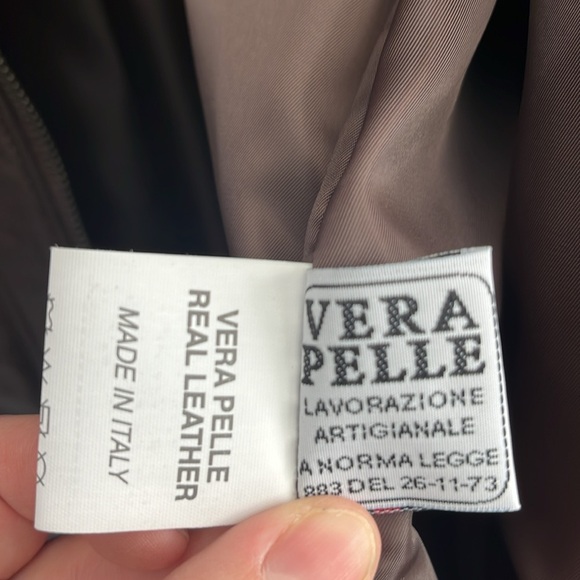 VERA PELLE
REAL LEATHER
MADE IN ITALY
VERA
PELLE
LAVORAZIONE
ARTIGIANALE
A NORMA LEGGE
883 DEL 26-11-73